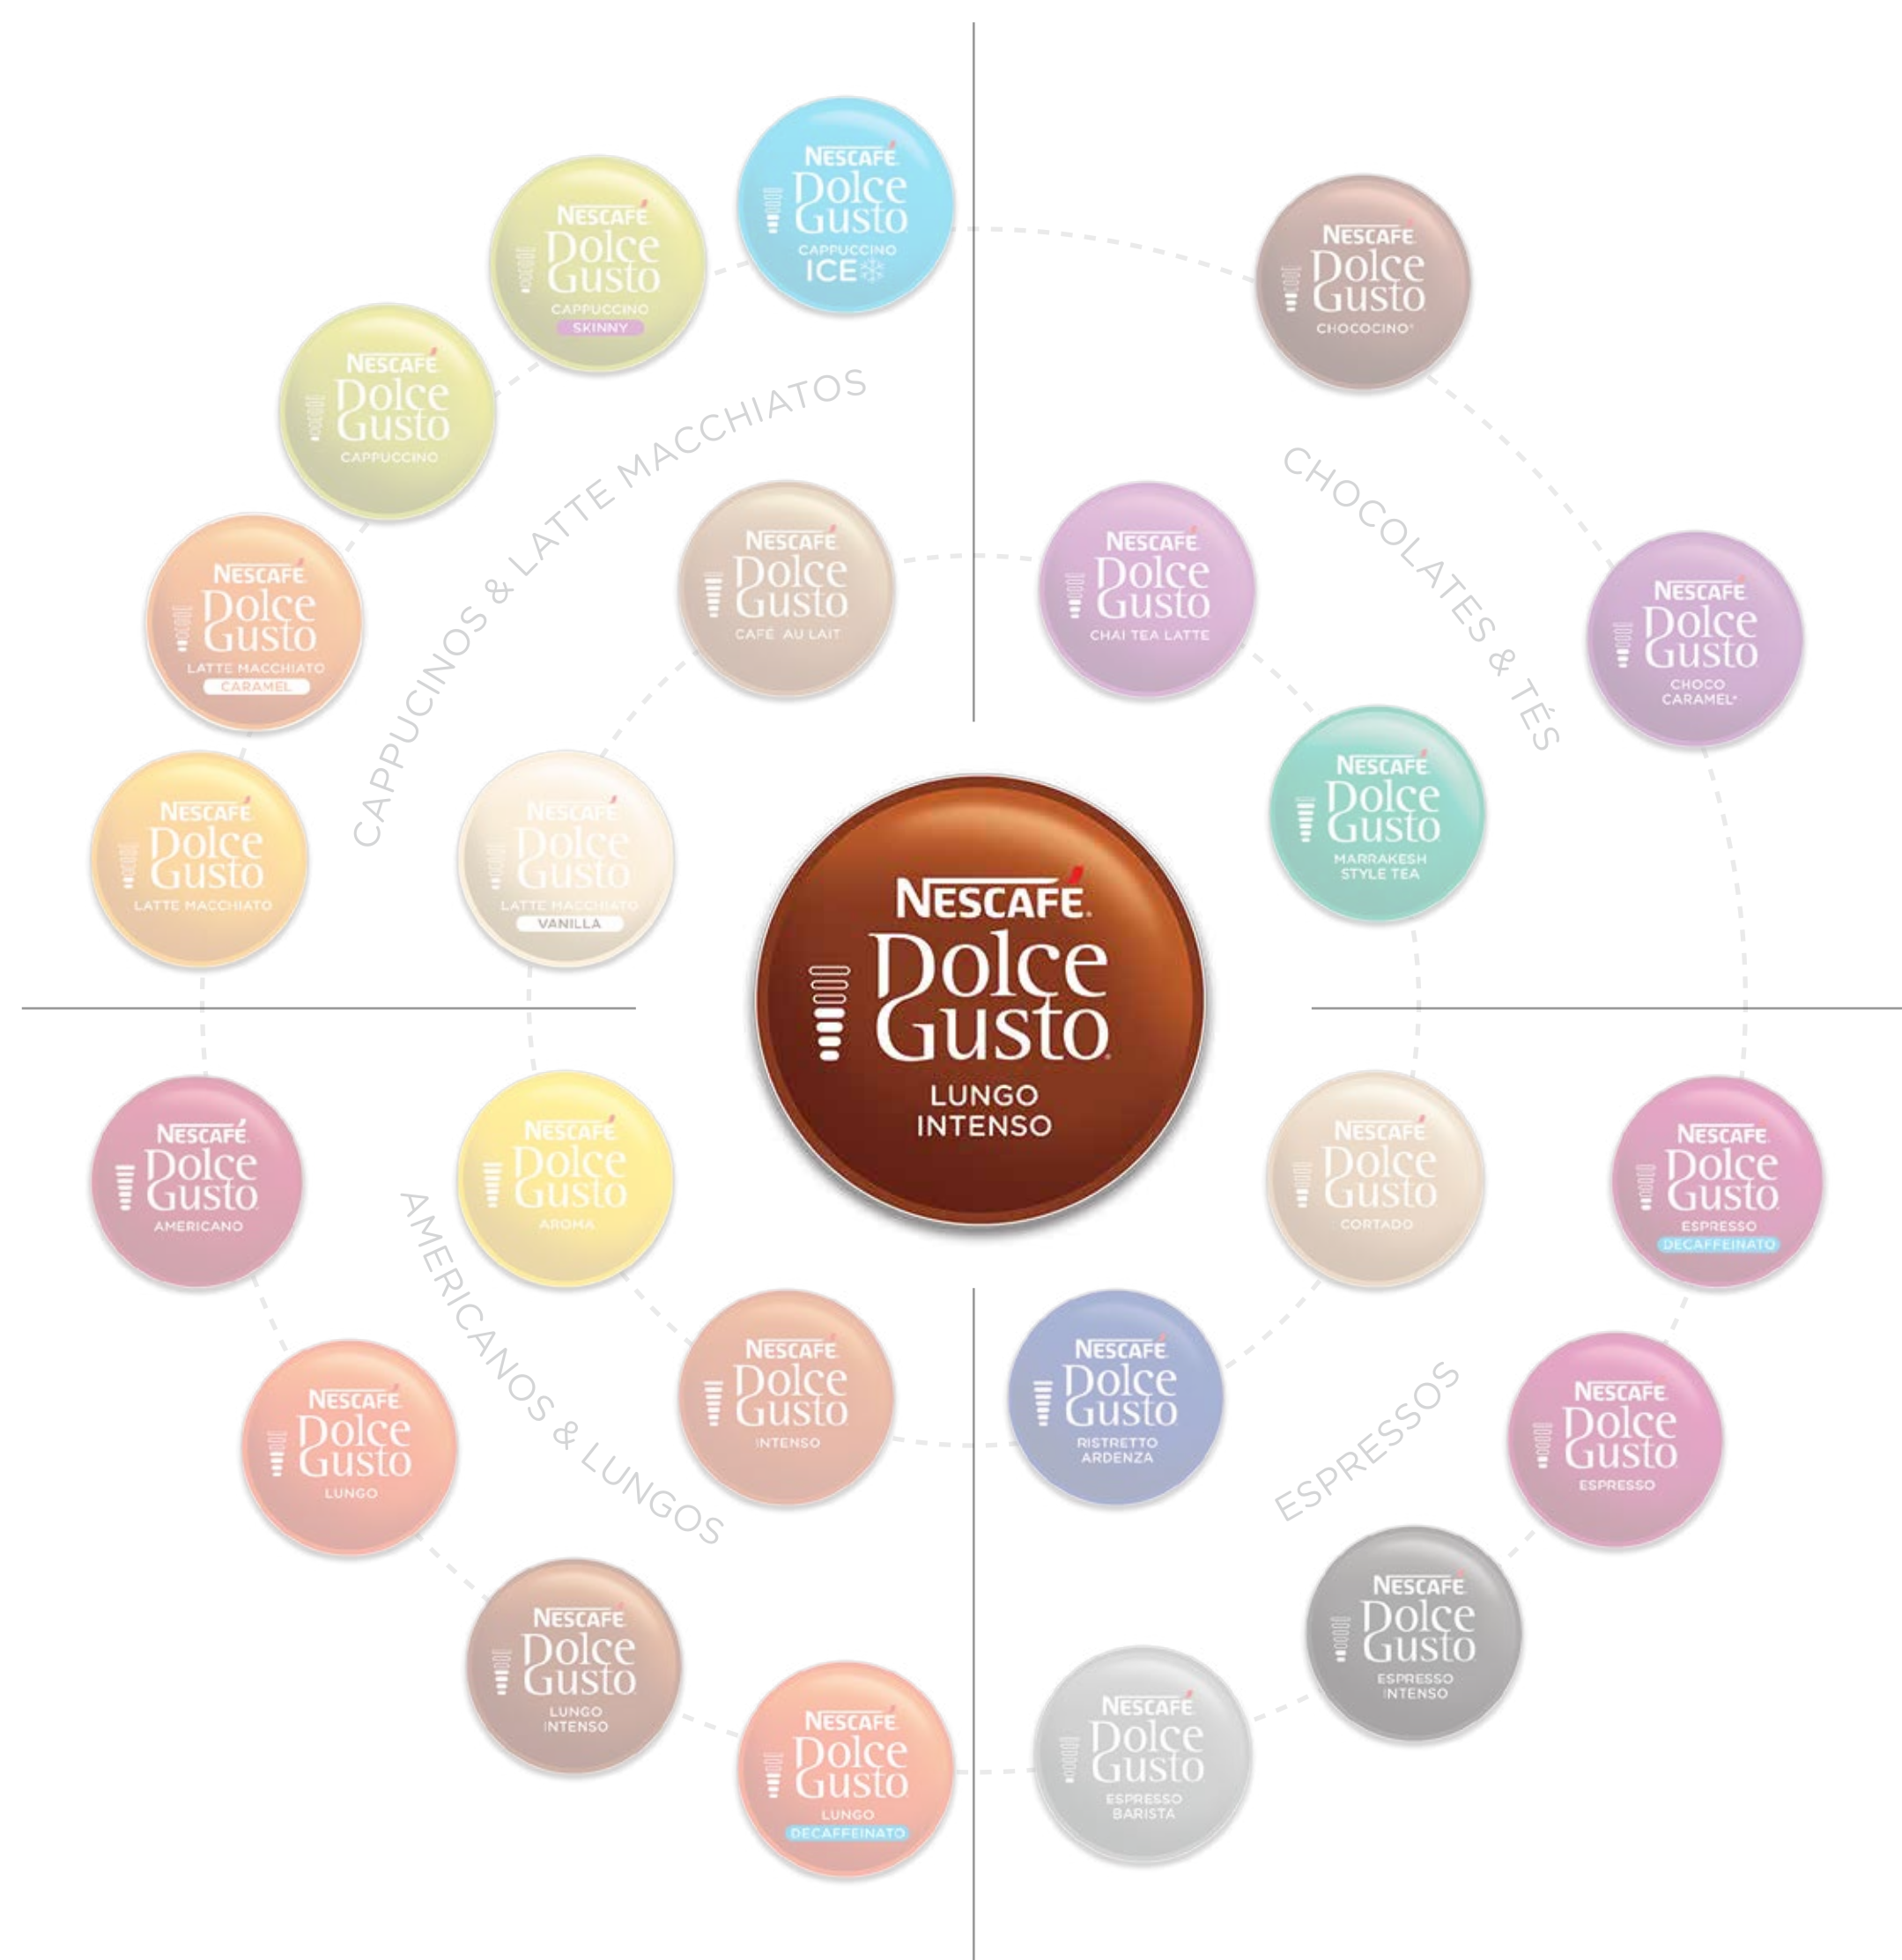 NESCAFÉ
Dolce
Gusto
CAPPUCCINO
ICE
NESCAFÉ
Dolce
Gusto
CAPPUCCINO
SKINNY
NESCAFÉ
Dolce
Gusto
CAPPUCCINO
NESCAFÉ
Dolce
Gusto
LATTE MACCHIATO
CARAMEL
NESCAFÉ
Dolce
Gusto
LATTE MACCHIATO
CAPPUCINOS & LATTE MACCHIATOS
NESCAFÉ
Dolce
Gusto
CAFÉ AU LAIT
NESCAFÉ
Dolce
Gusto
LATTE MACCHIATO
VANILLA
NESCAFÉ
Dolce
Gusto
CHOCOCINO*
NESCAFÉ
Dolce
Gusto
CHOCO
CARAMEL*
CHOCOLATES & TÉS
NESCAFÉ
Dolce
Gusto
CHAI TEA LATTE
NESCAFÉ
Dolce
Gusto
MARRAKESH
STYLE TEA
NESCAFÉ®
Dolce
Gusto®
LUNGO
INTENSO
NESCAFÉ
Dolce
Gusto
AMERICANO
NESCAFÉ
Dolce
Gusto
AROMA
NESCAFÉ
Dolce
Gusto
INTENSO
AMERICANOS & LUNGOS
NESCAFÉ
Dolce
Gusto
LUNGO
NESCAFÉ
Dolce
Gusto
LUNGO
INTENSO
NESCAFÉ
Dolce
Gusto
LUNGO
DECAFFEINATO
NESCAFÉ
Dolce
Gusto
CORTADO
NESCAFÉ
Dolce
Gusto
ESPRESSO
DECAFFEINATO
NESCAFÉ
Dolce
Gusto
RISTRETTO
ARDENZA
ESPRESSOS
NESCAFÉ
Dolce
Gusto
ESPRESSO
NESCAFÉ
Dolce
Gusto
ESPRESSO
INTENSO
NESCAFÉ
Dolce
Gusto
ESPRESSO
BARISTA